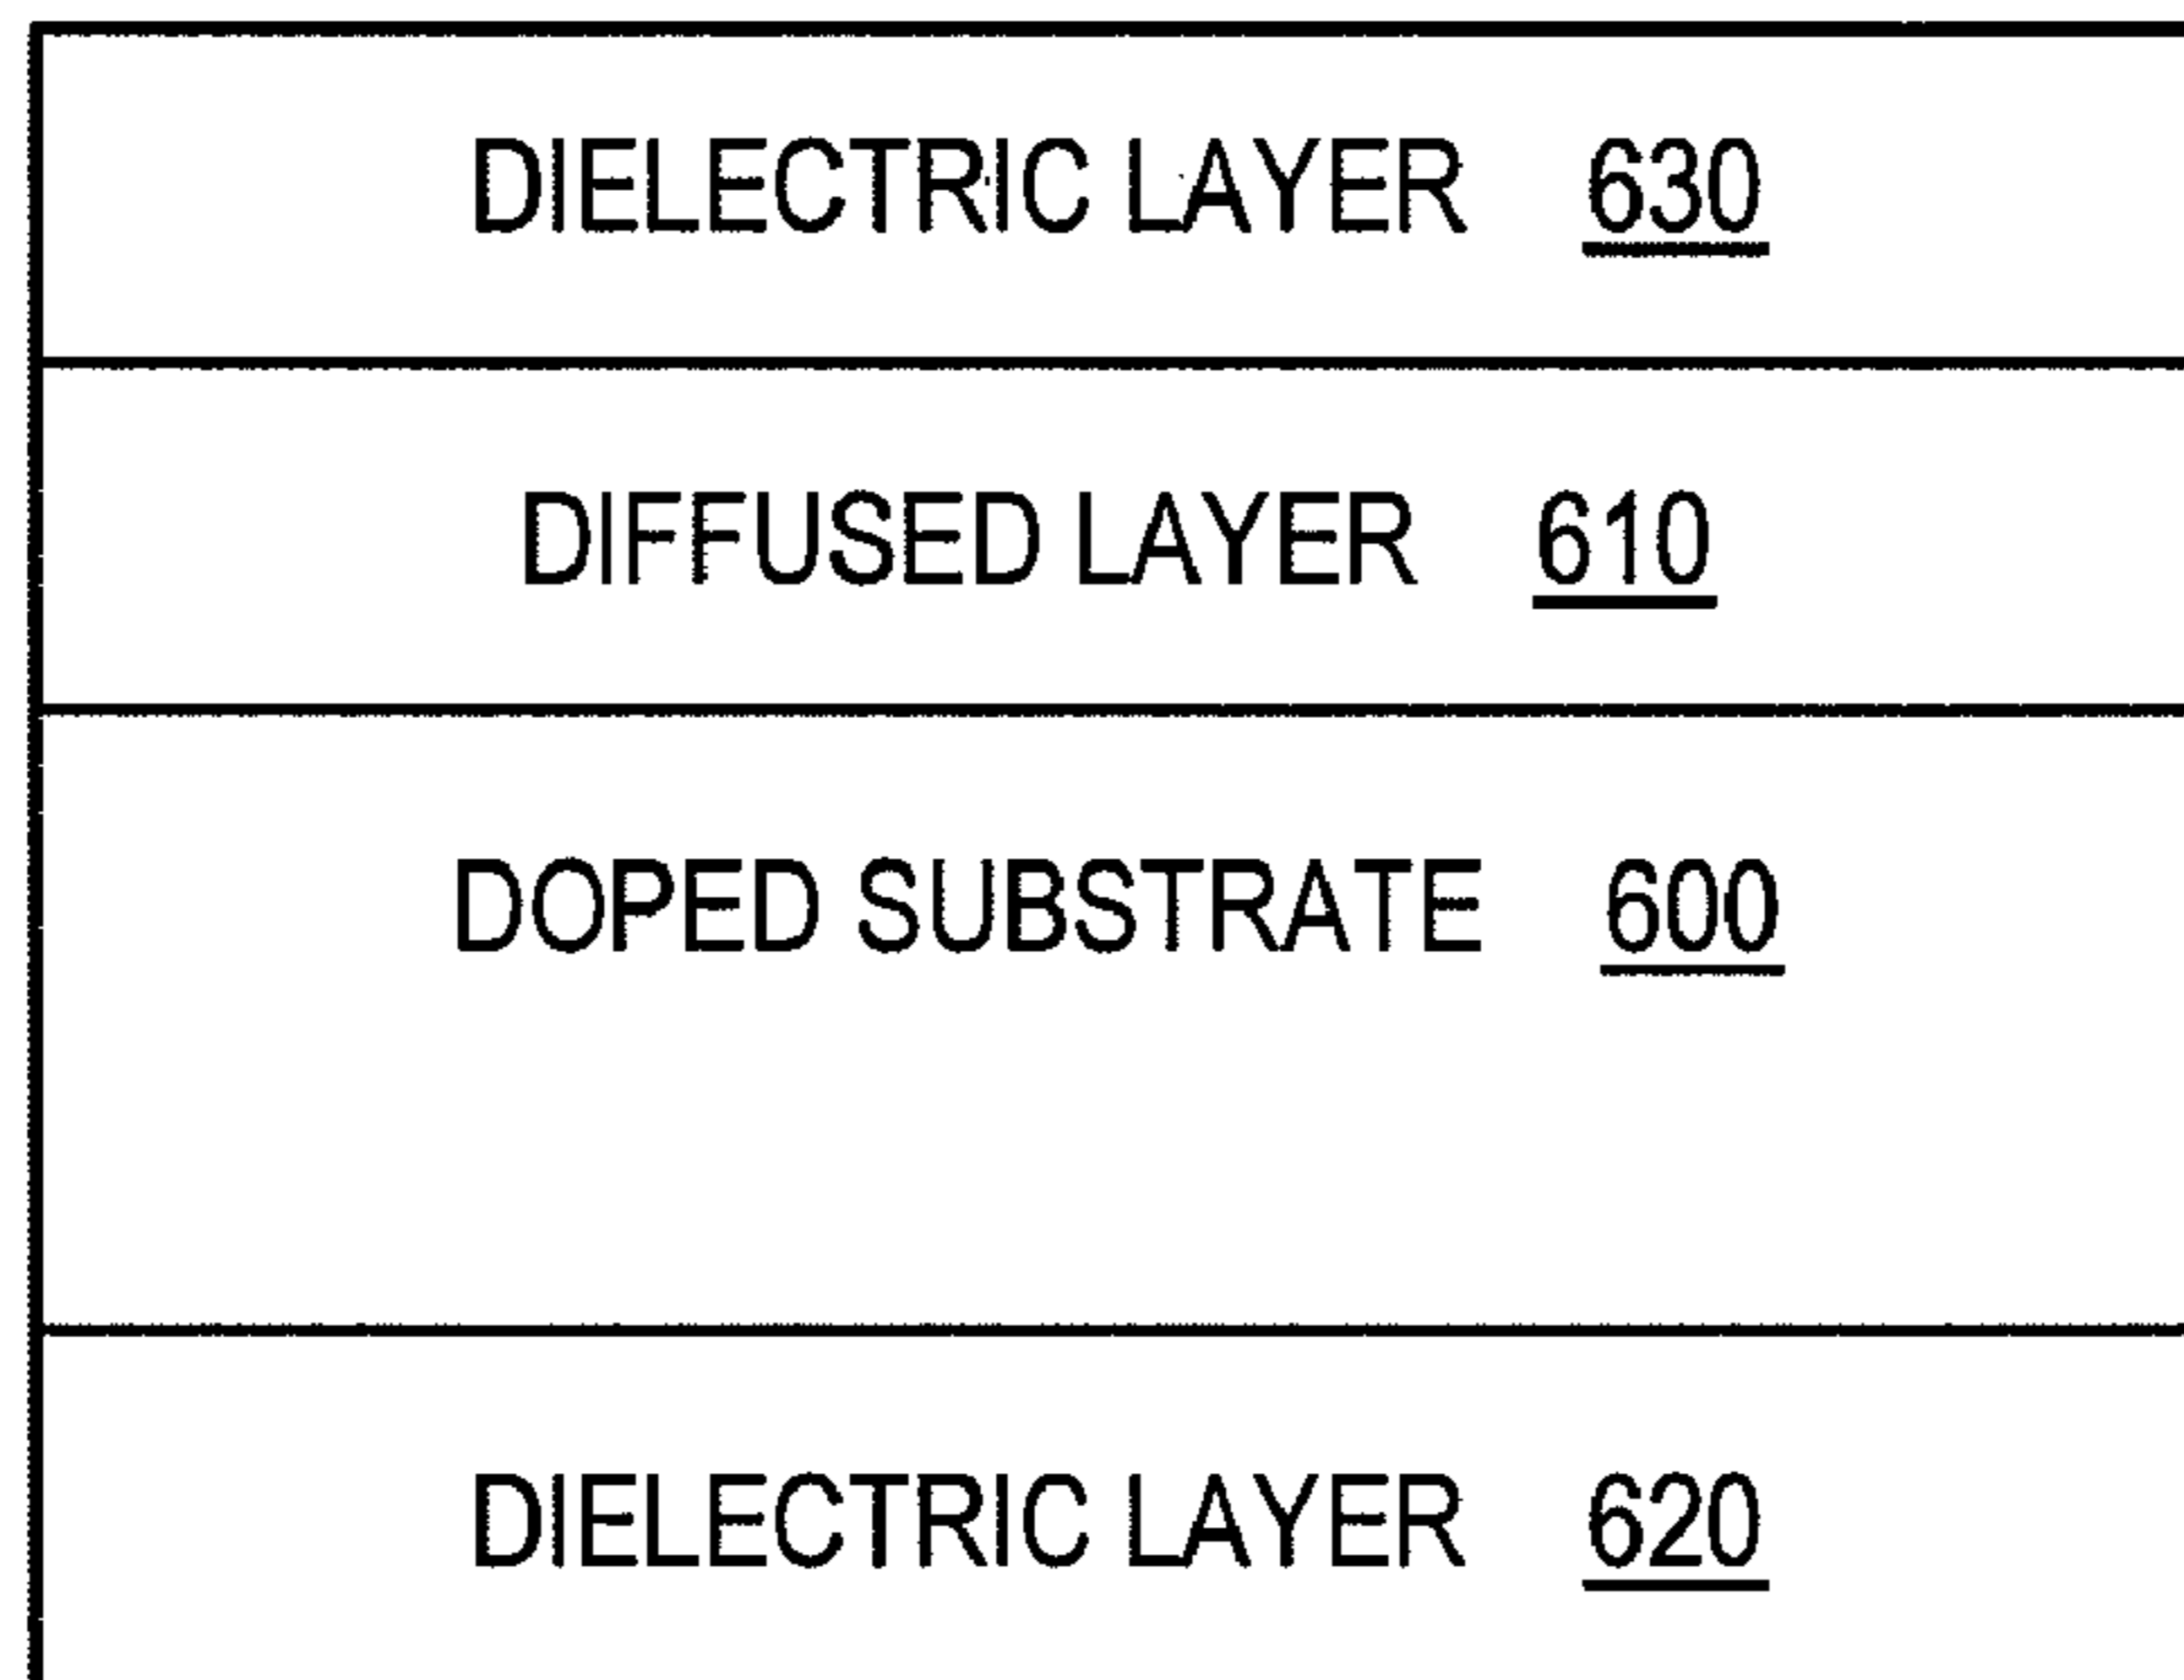 DIELECTRIC LAYER 630
DIFFUSED LAYER 610
DOPED SUBSTRATE 600
DIELECTRIC LAYER 620